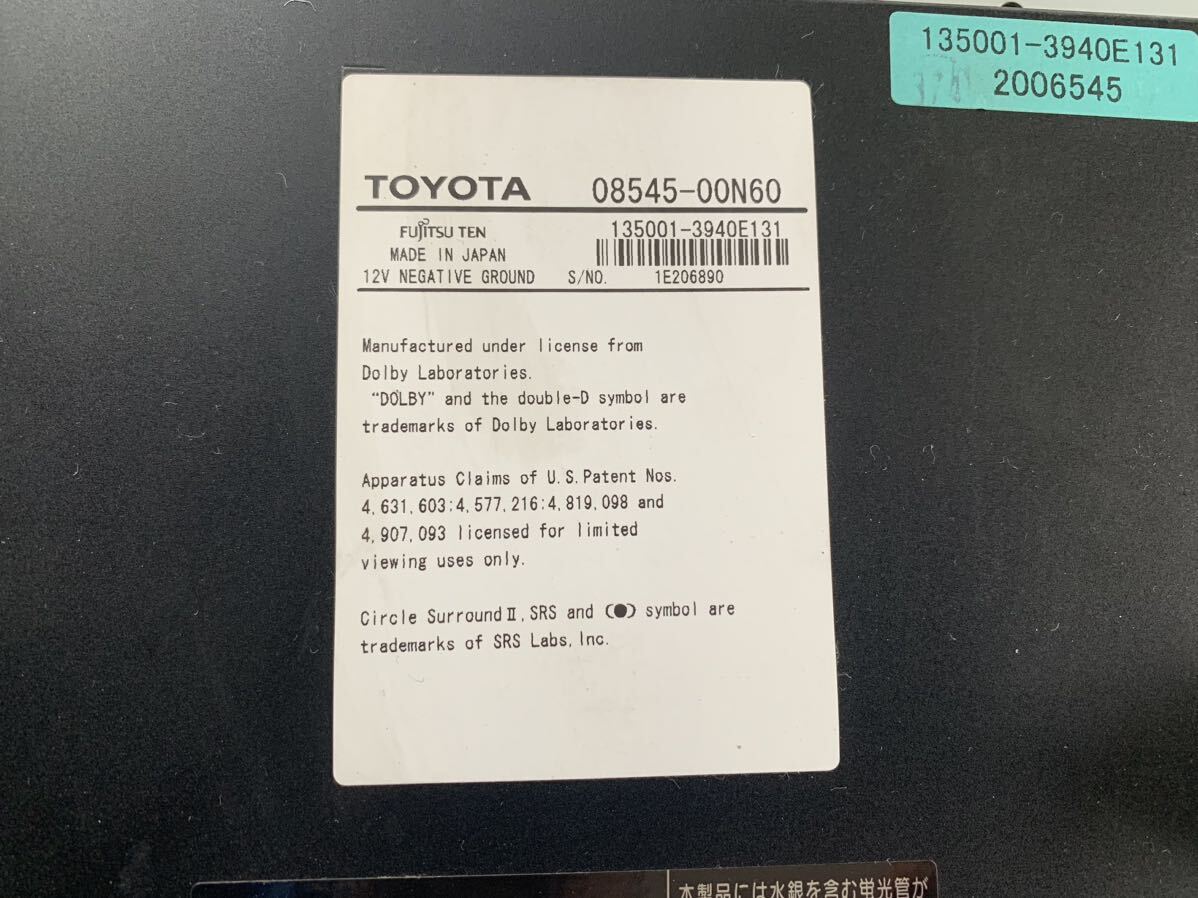 135001-3940E131
2006545
TOYOTA 08545-00N60
FUJITSU TEN 135001-3940E131
MADE IN JAPAN
12V NEGATIVE GROUND S/NO. 1E206890
Manufactured under license from
Dolby Laboratories.
"DOLBY" and the double-D symbol are
trademarks of Dolby Laboratories.
Apparatus Claims of U.S.Patent Nos.
4,631,603:4,577,216:4,819,098 and
4,907,093 licensed for limited
viewing uses only.
Circle SurroundⅡ,SRS and (●) symbol are
trademarks of SRS Labs,Inc.
本製品には水銀を含む蛍光管が